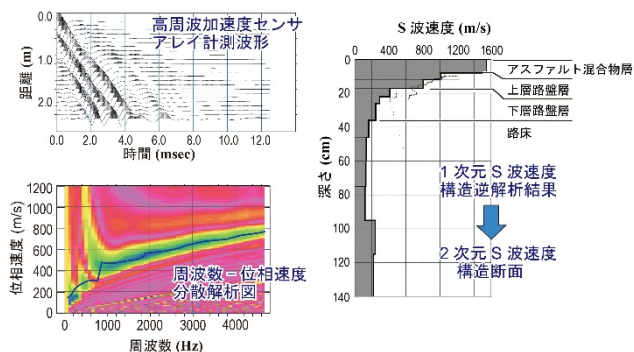 高周波加速度センサ
アレイ計測波形
距離 (m)
0.0
1.0
2.0
0.0 2.0 4.0 6.0 8.0 10.0 12.0 14.0
時間 (msec)
位相速度 (m/s)
1200
1000
800
600
400
200
0
周波数－位相速度
分散解析図
0 1000 2000 3000 4000
周波数 (Hz)
S 波速度 (m/s)
0 400 800 1200 1600
深さ (cm)
0
20
40
60
80
100
120
140
アスファルト混合物層
上層路盤層
下層路盤層
路床
1 次元 S 波速度
構造逆解析結果
2 次元 S 波速度
構造断面